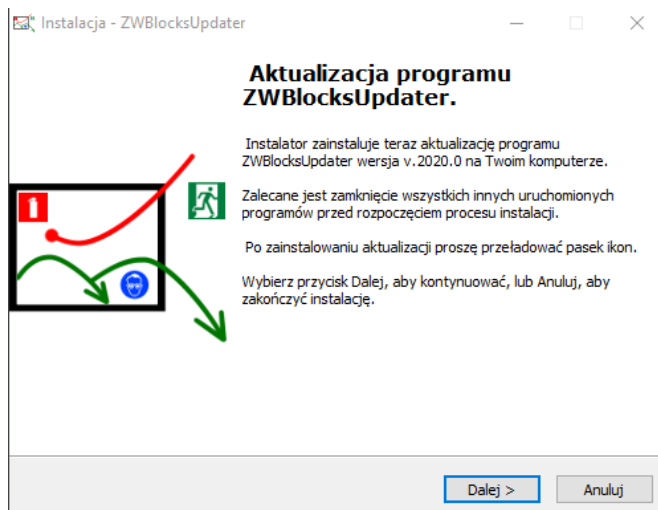 Instalacja - ZWBlocksUpdater
Aktualizacja programu
ZWBlocksUpdater.
Instalator zainstaluje teraz aktualizację programu
ZWBlocksUpdater wersja v.2020.0 na Twoim komputerze.
Zalecane jest zamknięcie wszystkich innych uruchomionych
programów przed rozpoczęciem procesu instalacji.
Po zainstalowaniu aktualizacji proszę przeładować pasek ikon.
Wybierz przycisk Dalej, aby kontynuować, lub Anuluj, aby
zakończyć instalację.
Dalej >
Anuluj